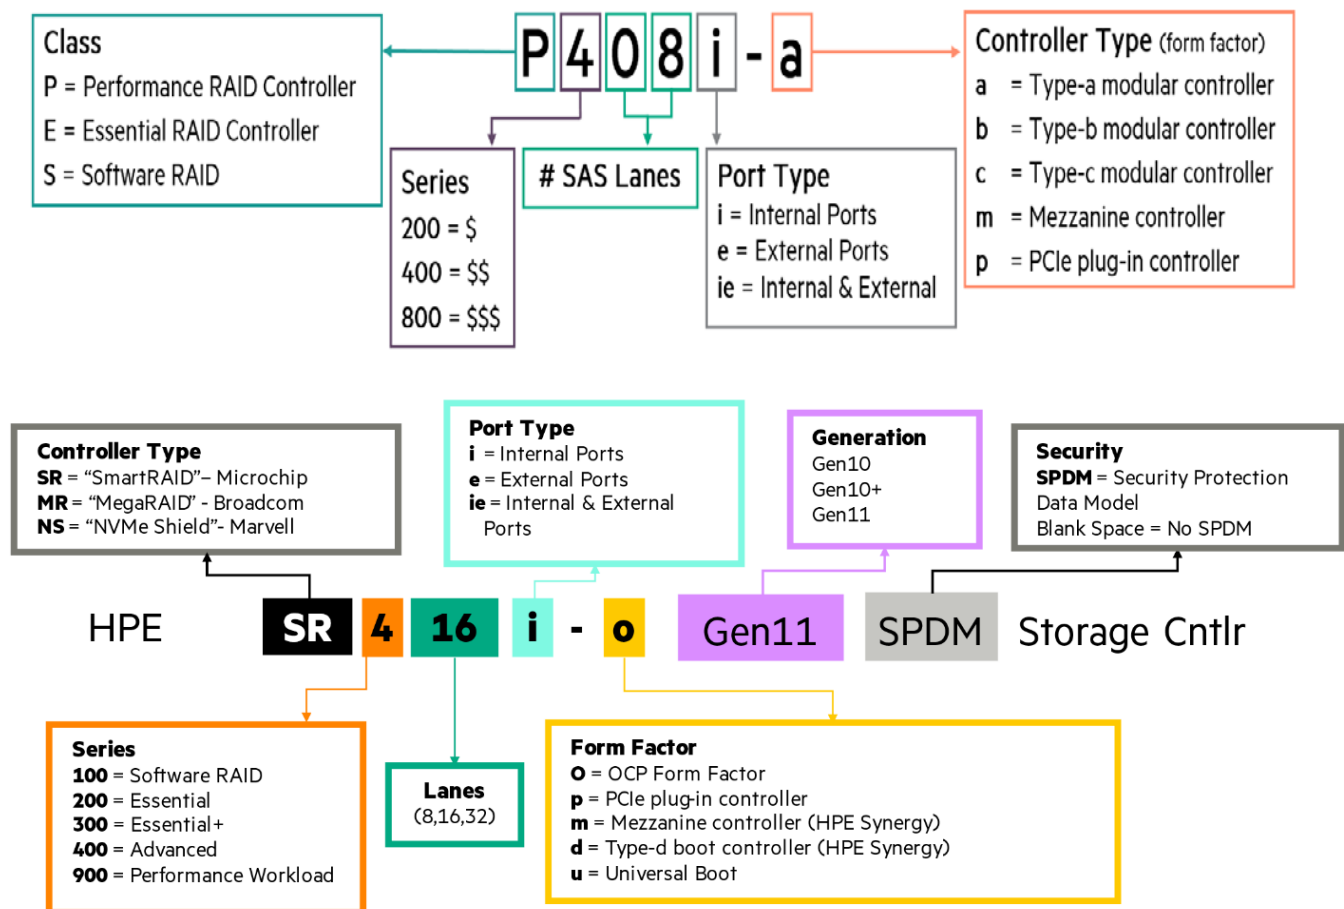 P408i-a
Class
P = Performance RAID Controller
E = Essential RAID Controller
S = Software RAID
Series
200 = $
400 = $$
800 = $$$
# SAS Lanes
Port Type
i = Internal Ports
e = External Ports
ie = Internal & External
Controller Type (form factor)
a = Type-a modular controller
b = Type-b modular controller
c = Type-c modular controller
m = Mezzanine controller
p = PCIe plug-in controller
Controller Type
SR = “SmartRAID”– Microchip
MR = “MegaRAID” - Broadcom
NS = “NVMe Shield”- Marvell
Port Type
i = Internal Ports
e = External Ports
ie = Internal & External
Ports
Generation
Gen10
Gen10+
Gen11
Security
SPDM = Security Protection
Data Model
Blank Space = No SPDM
HPE SR 4 16 i - o Gen11 SPDM Storage Cntlr
Series
100 = Software RAID
200 = Essential
300 = Essential+
400 = Advanced
900 = Performance Workload
Lanes
(8,16,32)
Form Factor
O = OCP Form Factor
p = PCIe plug-in controller
m = Mezzanine controller (HPE Synergy)
d = Type-d boot controller (HPE Synergy)
u = Universal Boot